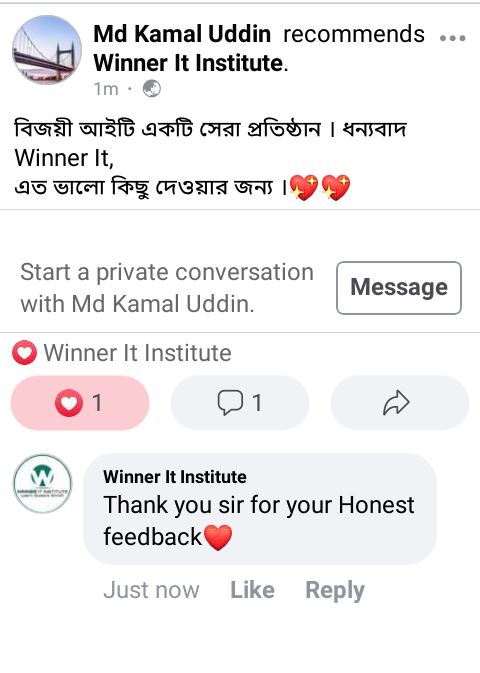 Md Kamal Uddin recommends
Winner It Institute.
1m ·
বিজয়ী আইটি একটি সেরা প্রতিষ্ঠান । ধন্যবাদ
Winner It,
এত ভালো কিছু দেওয়ার জন্য ।💖💖
Start a private conversation
with Md Kamal Uddin.
Message
Winner It Institute
1
1
WINNER IT INSTITUTE
Winner It Institute
Thank you sir for your Honest
feedback❤️
Just now Like Reply